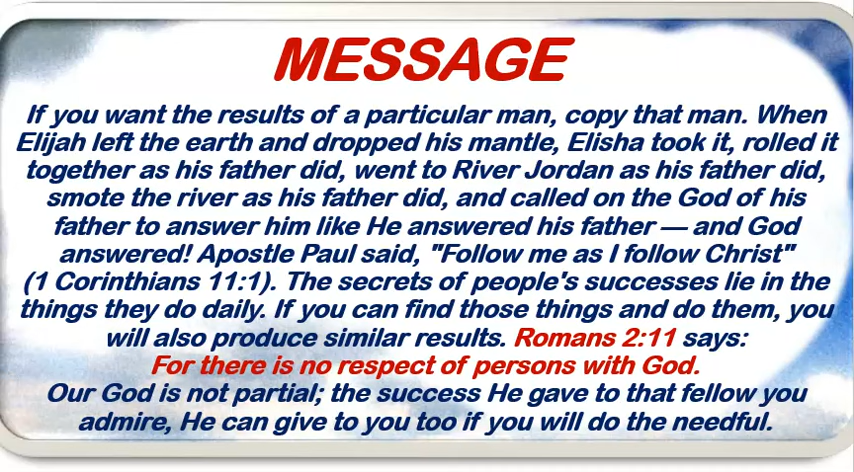 MESSAGE
If you want the results of a particular man, copy that man. When
Elijah left the earth and dropped his mantle, Elisha took it, rolled it
together as his father did, went to River Jordan as his father did,
smote the river as his father did, and called on the God of his
father to answer him like He answered his father — and God
answered! Apostle Paul said, "Follow me as I follow Christ"
(1 Corinthians 11:1). The secrets of people's successes lie in the
things they do daily. If you can find those things and do them, you
will also produce similar results. Romans 2:11 says:
For there is no respect of persons with God.
Our God is not partial; the success He gave to that fellow you
admire, He can give to you too if you will do the needful.